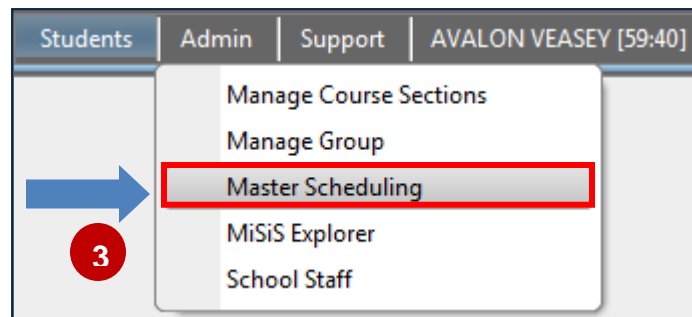 Students Admin Support AVALON VEASEY [59:40]
Manage Course Sections
Manage Group
Master Scheduling
MiSiS Explorer
3
School Staff